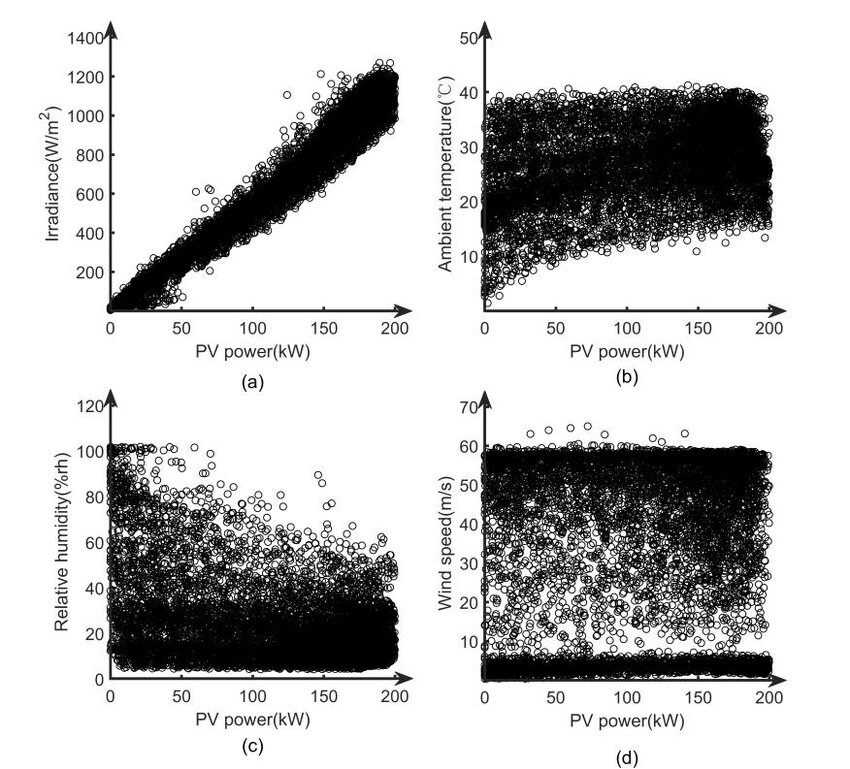 1400
1200
1000
800
600
400
200
Irradiance(W/m2)
0 50 100 150 200
PV power(kW)
(a)
50
40
30
20
10
Ambient temperature(℃)
0 50 100 150 200
PV power(kW)
(b)
120
100
80
60
40
20
0
Relative humidity(%rh)
0 50 100 150 200
PV power(kW)
(c)
70
60
50
40
30
20
10
Wind speed(m/s)
0 50 100 150 200
PV power(kW)
(d)